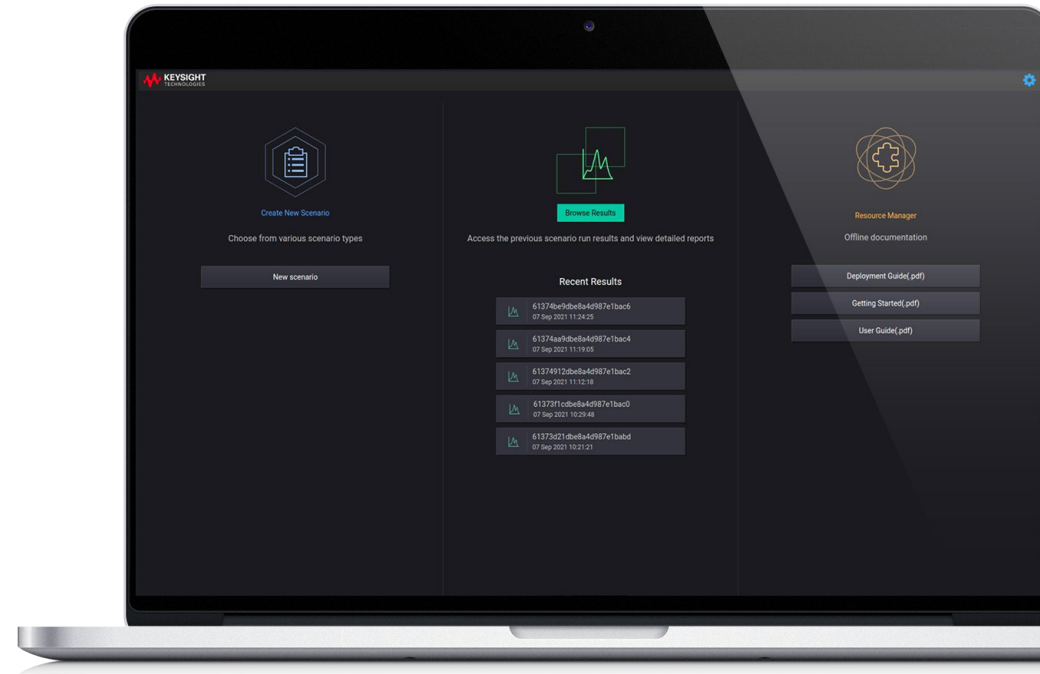 KEYSIGHT
TECHNOLOGIES
Create New Scenario
Choose from various scenario types
New scenario
Browse Results
Access the previous scenario run results and view detailed reports
Recent Results
61374be9dbe8a4d987e1bac6
07 Sep 2021 11:24:25
61374aa9dbe8a4d987e1bac4
07 Sep 2021 11:19:05
61374912dbe8a4d987e1bac2
07 Sep 2021 11:12:18
61373f1cdbe8a4d987e1bac0
07 Sep 2021 10:29:48
61373d21dbe8a4d987e1babd
07 Sep 2021 10:21:21
Resource Manager
Offline documentation
Deployment Guide(.pdf)
Getting Started(.pdf)
User Guide(.pdf)